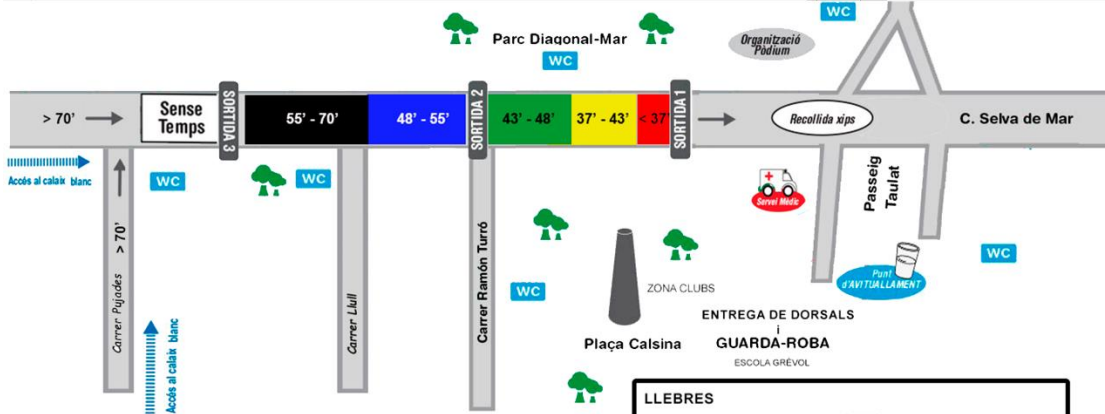 WC
Organització
Pòdium
Parc Diagonal-Mar
WC
> 70'
Sense
Temps
SORTIDA 3
55' - 70'
48' - 55'
SORTIDA 2
43' - 48'
37' - 43'
< 37'
SORTIDA 1
Recollida xips
C. Selva de Mar
Accés al calaix blanc
WC
WC
Servei Mèdic
Passeig
Taulat
> 70'
Carrer Pujades
Accés al calaix blanc
Carrer Llull
Carrer Ramón Turró
WC
WC
Punt
d'AVITUALLAMENT
ZONA CLUBS
Plaça Calsina
ENTREGA DE DORSALS
i
GUARDA-ROBA
ESCOLA GRÉVOL
LLEBRES